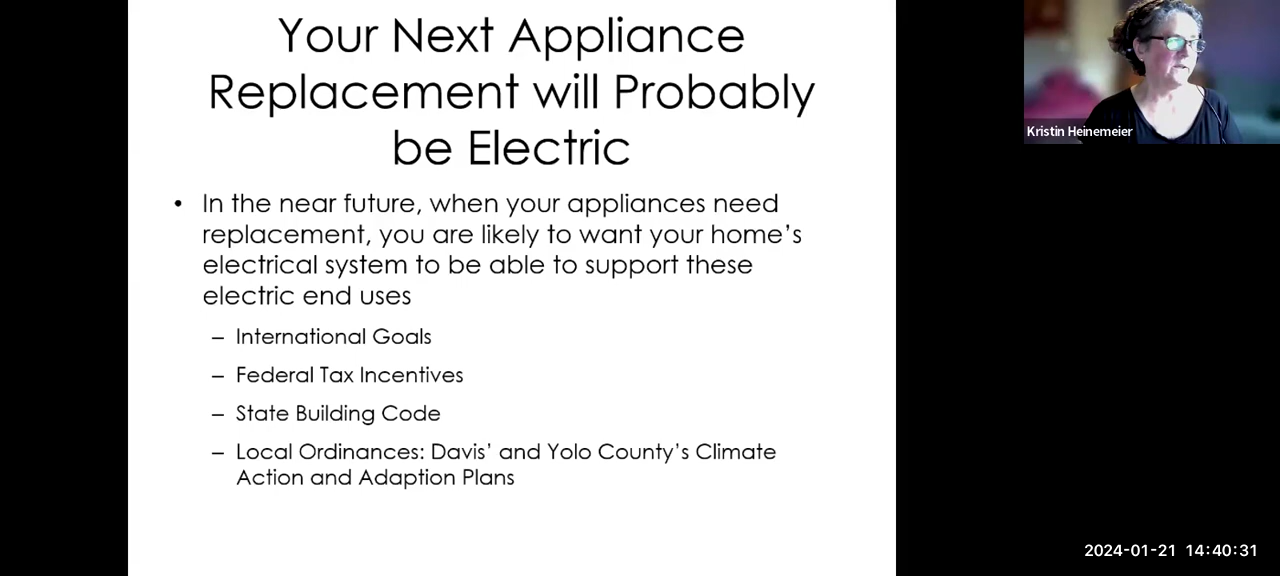 Your Next Appliance
Replacement will Probably
be Electric
• In the near future, when your appliances need
replacement, you are likely to want your home’s
electrical system to be able to support these
electric end uses
– International Goals
– Federal Tax Incentives
– State Building Code
– Local Ordinances: Davis’ and Yolo County’s Climate
Action and Adaption Plans
Kristin Heinemeier
2024-01-21 14:40:31